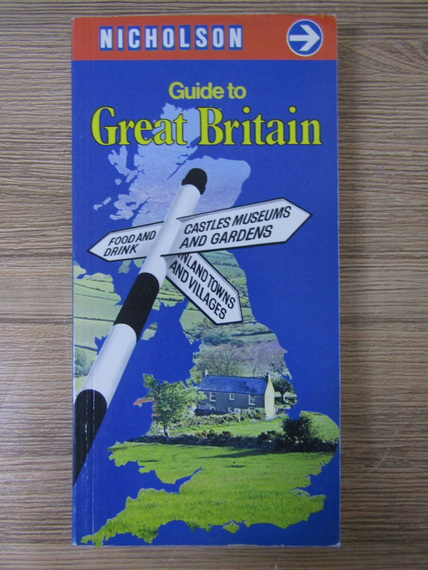 NICHOLSON
Guide to
Great Britain
FOOD AND
DRINK
CASTLES MUSEUMS
AND GARDENS
INLAND TOWNS
AND VILLAGES